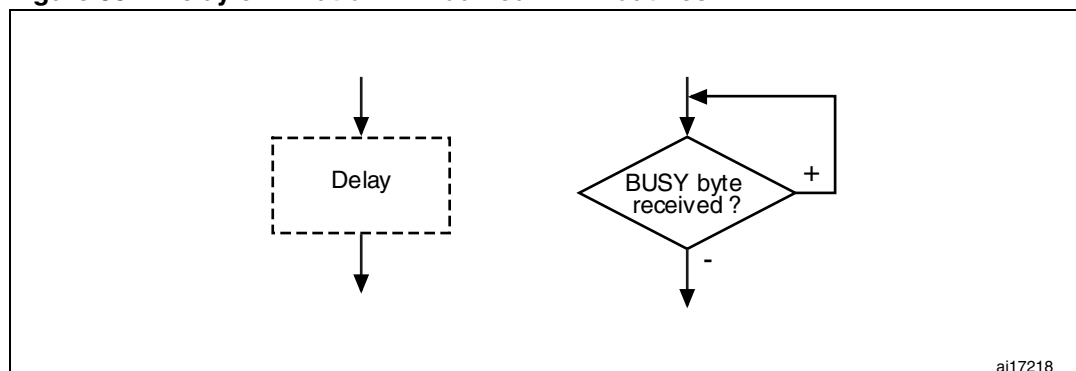 Delay
BUSY byte
received ?
+
-
ai17218